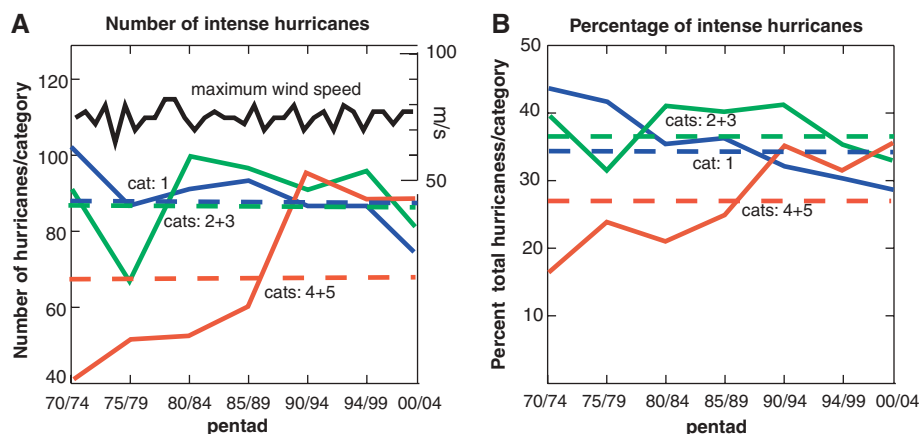 A
Number of intense hurricanes
Number of hurricanes/category
120
100
80
60
40
100
m/s
50
maximum wind speed
cat: 1
cats: 2+3
cats: 4+5
70/74 75/79 80/84 85/89 90/94 94/99 00/04
pentad
B
Percentage of intense hurricanes
Percent total hurricaness/category
50
40
30
20
10
cats: 2+3
cat: 1
cats: 4+5
70/74 75/79 80/84 85/89 90/94 94/99 00/04
pentad